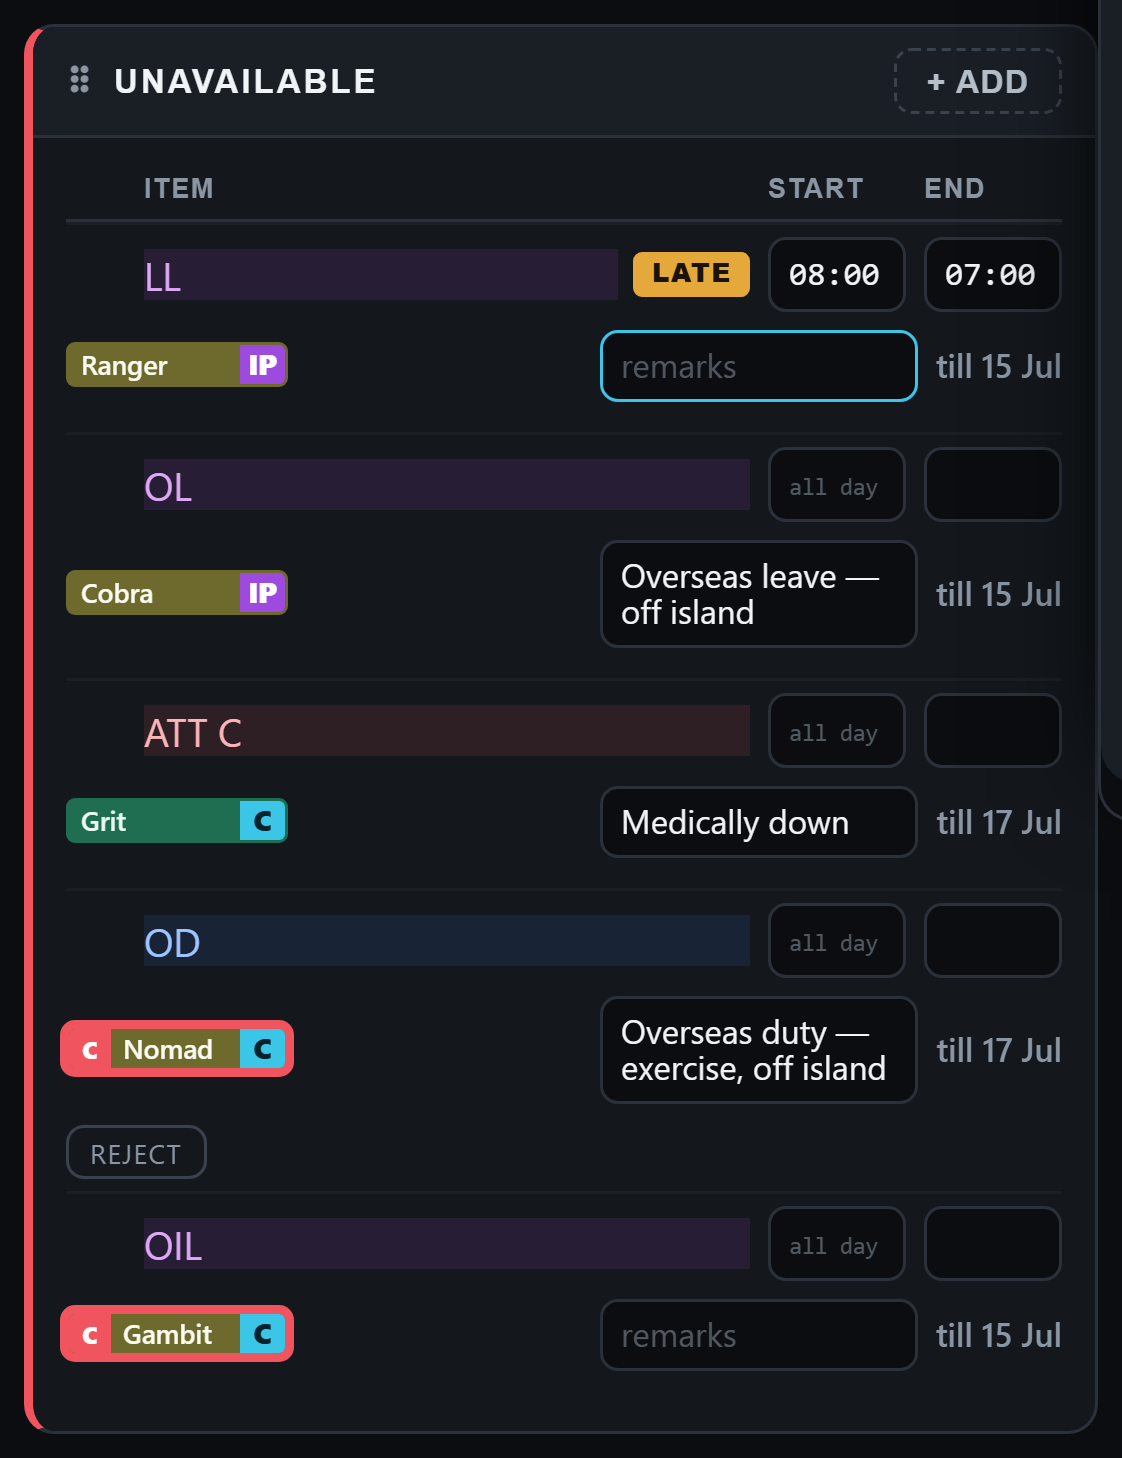 UNAVAILABLE
+ ADD
ITEM START END
LL LATE 08:00 07:00
Ranger IP remarks till 15 Jul
OL all day
Cobra IP Overseas leave —
off island
till 15 Jul
ATT C all day
Grit C Medically down till 17 Jul
OD all day
C Nomad C Overseas duty —
exercise, off island
till 17 Jul
REJECT
OIL all day
C Gambit C remarks till 15 Jul